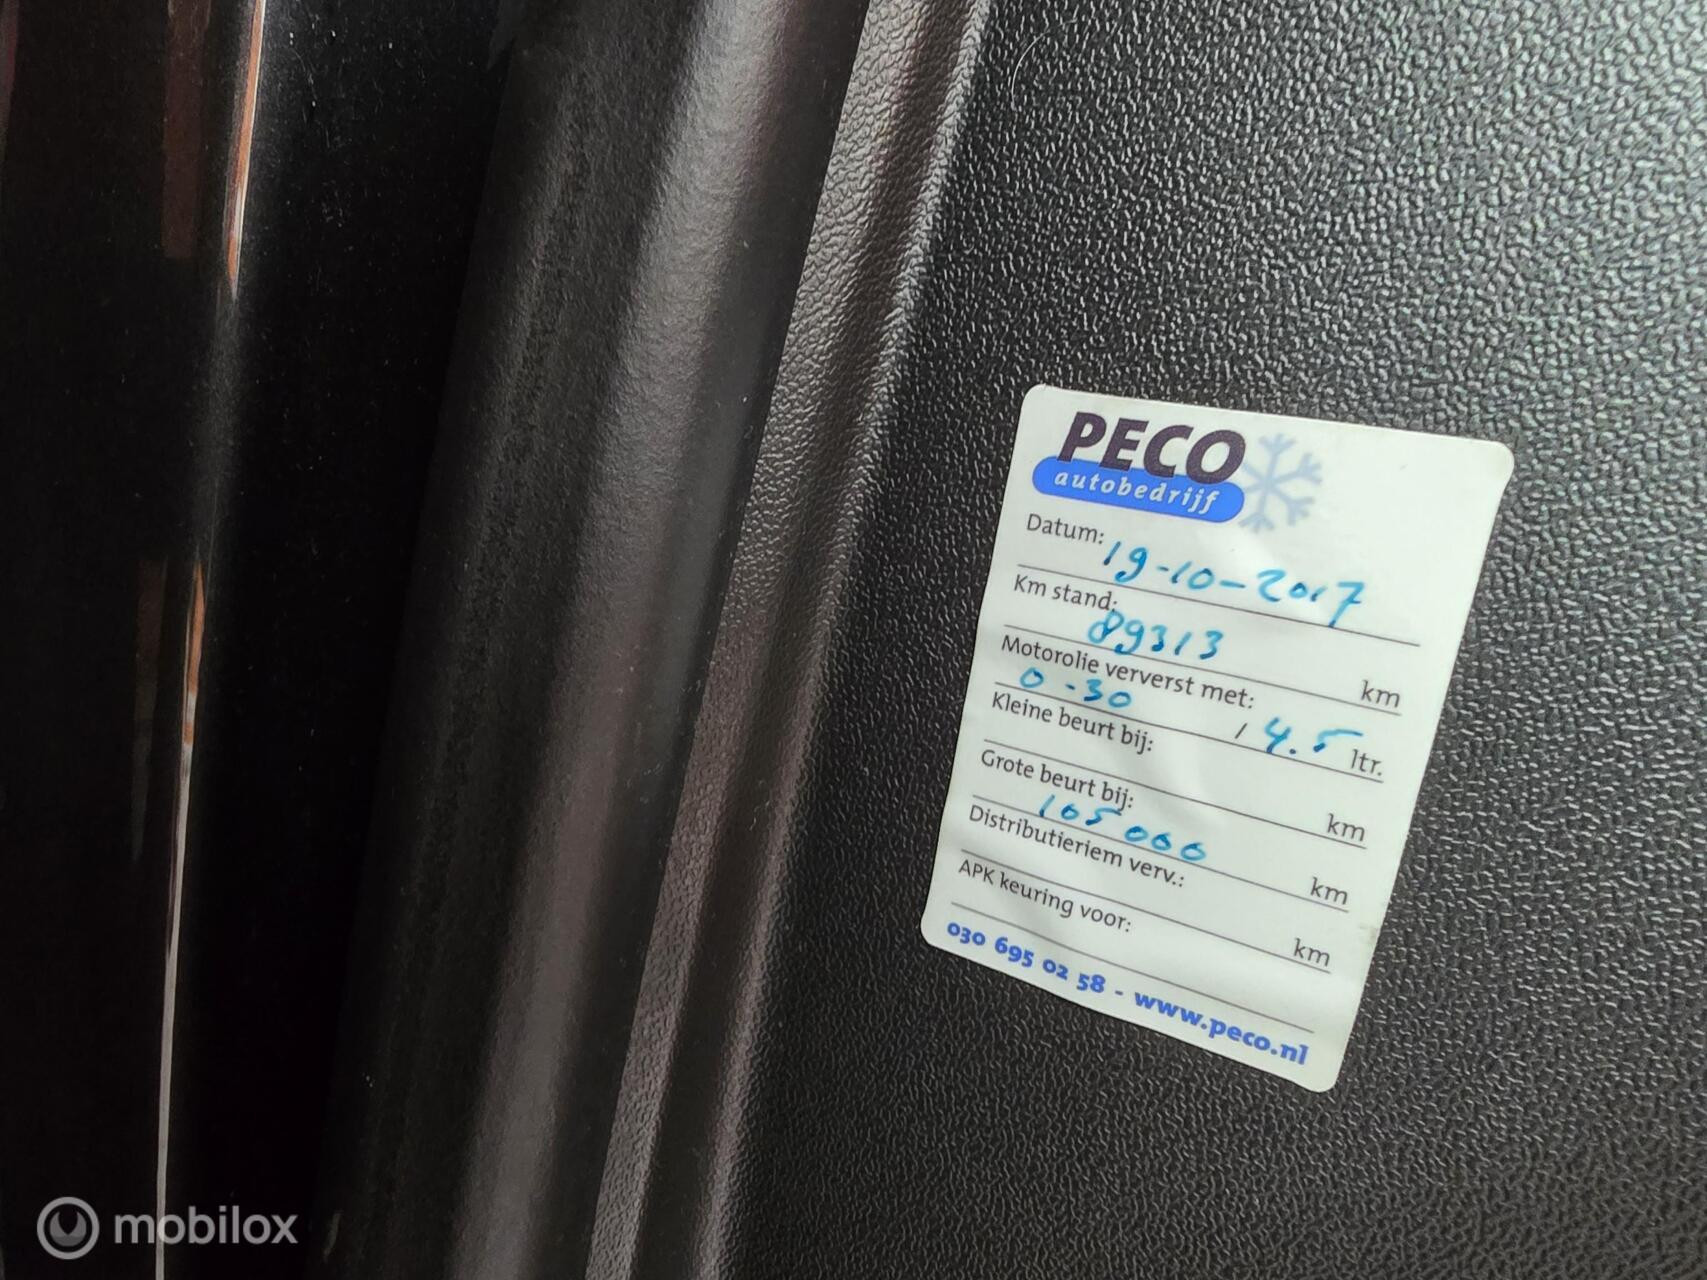 PECO
autobedrijf
Datum: 19-10-2017
Km stand: 89313 km
Motorolie ververst met: 0-30 / 4.5 ltr.
Kleine beurt bij: km
Grote beurt bij: 105000 km
Distributieriem verv.: km
APK keuring voor:
030 695 02 58 - www.peco.nl
mobilox